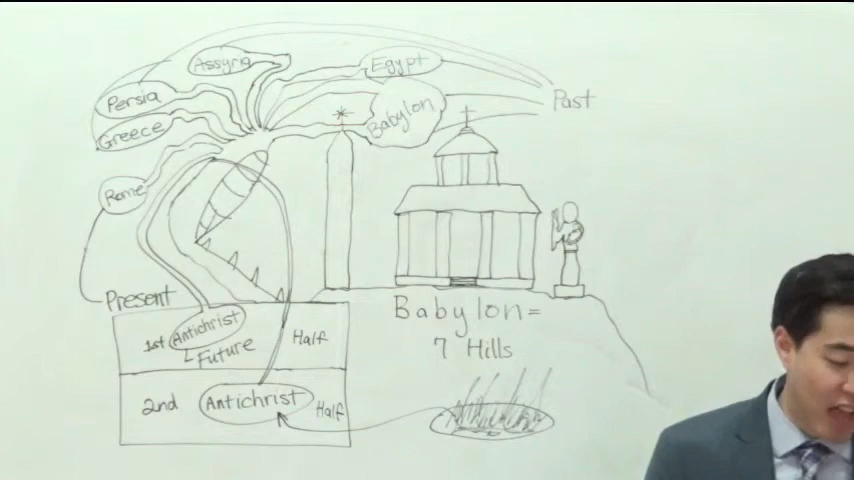 Assyria
Egypt
Persia
Babylon
Past
Greece
Rome
Present
1st Antichrist Half
Future
Babylon =
7 Hills
2nd Antichrist Half